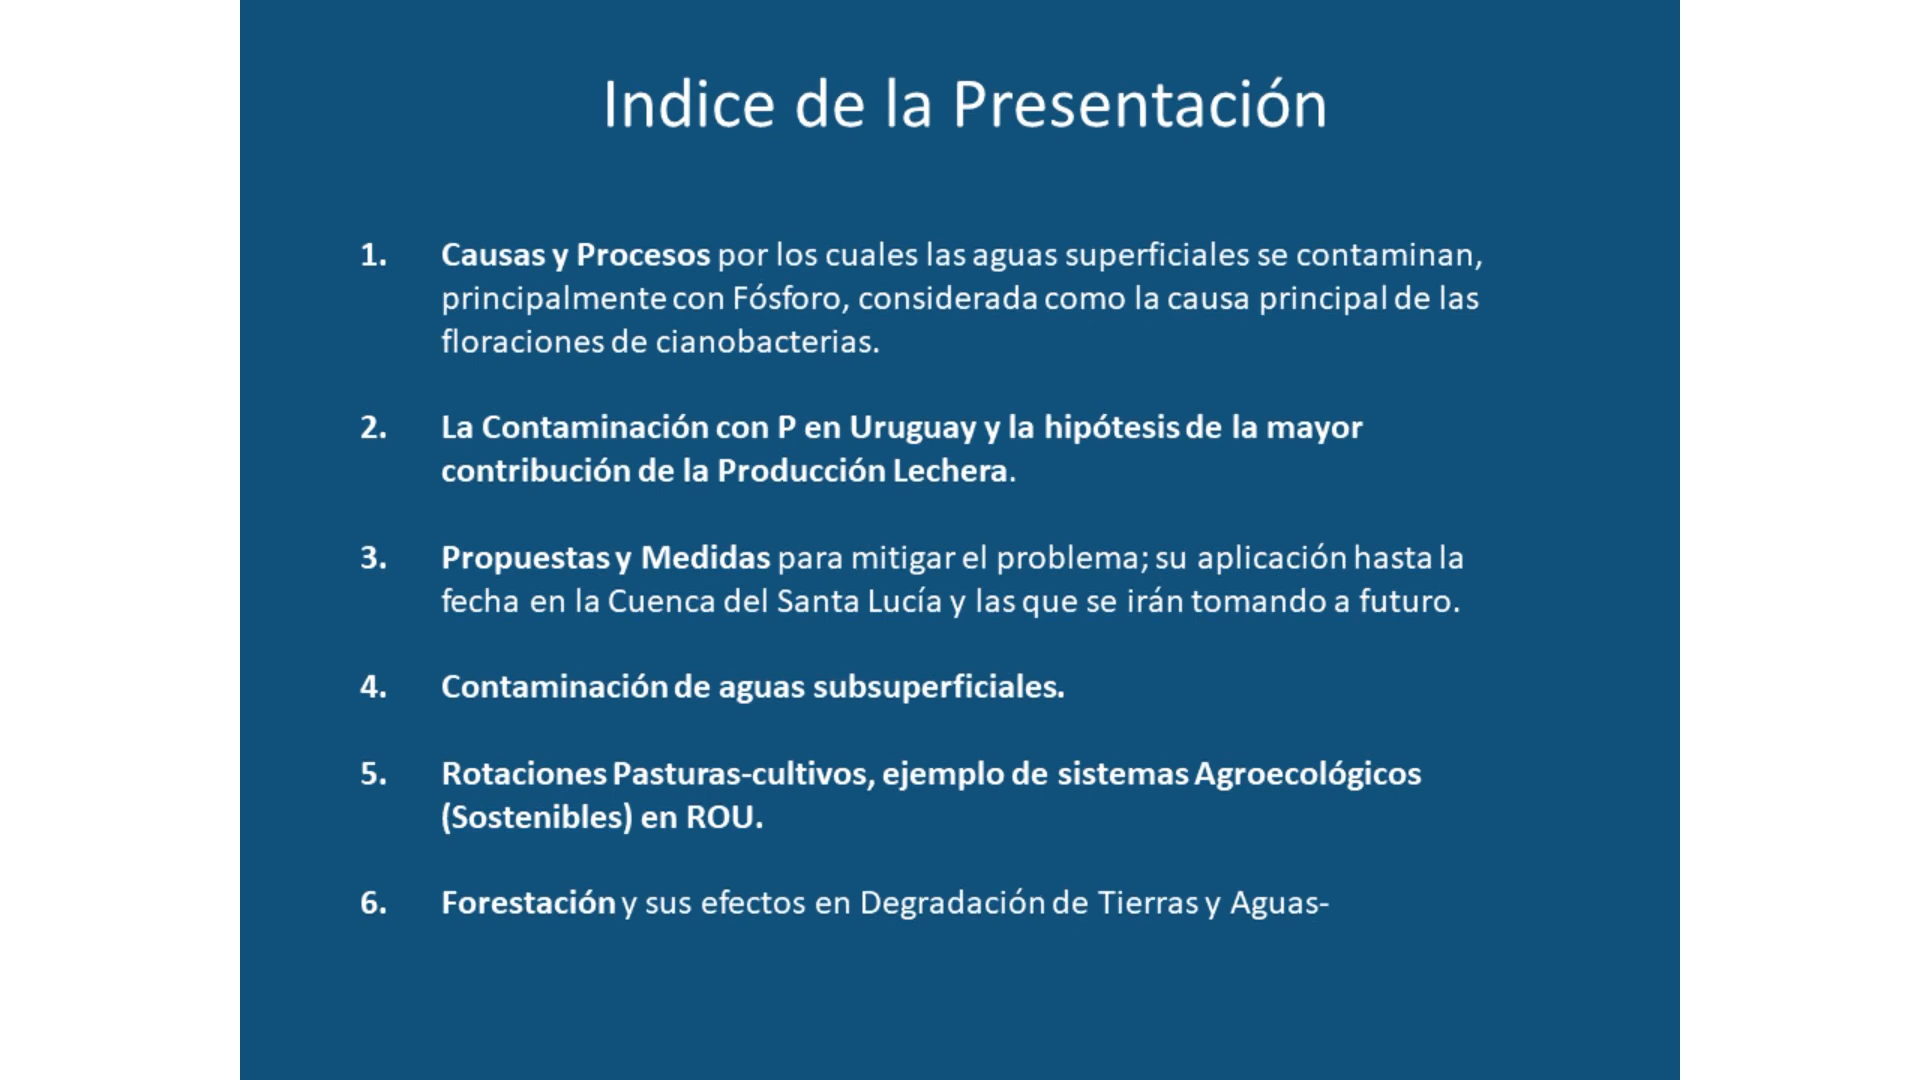 Indice de la Presentación
1. Causas y Procesos por los cuales las aguas superficiales se contaminan,
principalmente con Fósforo, considerada como la causa principal de las
floraciones de cianobacterias.
2. La Contaminación con P en Uruguay y la hipótesis de la mayor
contribución de la Producción Lechera.
3. Propuestas y Medidas para mitigar el problema; su aplicación hasta la
fecha en la Cuenca del Santa Lucía y las que se irán tomando a futuro.
4. Contaminación de aguas subsuperficiales.
5. Rotaciones Pasturas-cultivos, ejemplo de sistemas Agroecológicos
(Sostenibles) en ROU.
6. Forestación y sus efectos en Degradación de Tierras y Aguas-